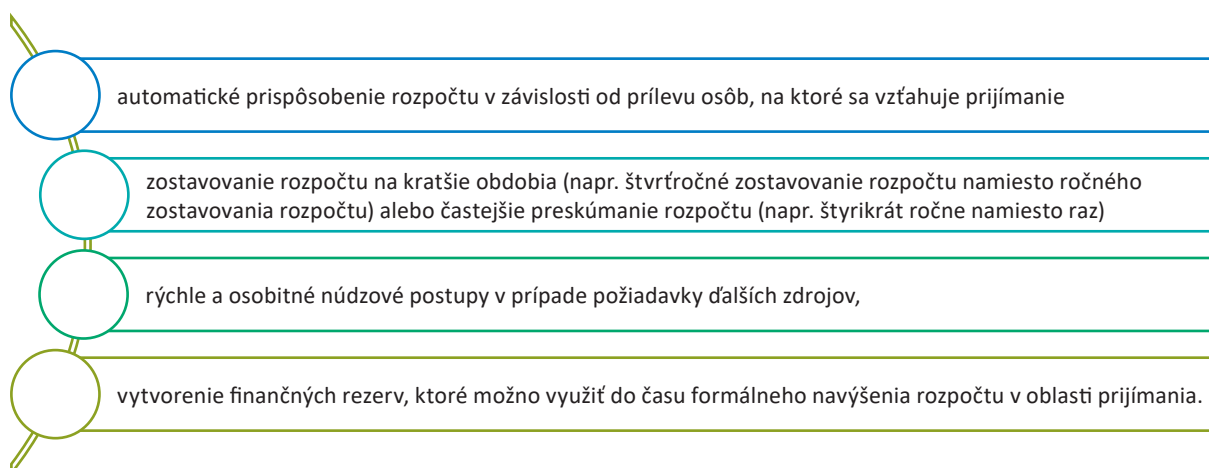 automatické prispôsobenie rozpočtu v závislosti od prílevu osôb, na ktoré sa vzťahuje prijímanie
zostavovanie rozpočtu na kratšie obdobia (napr. štvrťročné zostavovanie rozpočtu namiesto ročného
zostavovania rozpočtu) alebo častejšie preskúmanie rozpočtu (napr. štyrikrát ročne namiesto raz)
rýchle a osobitné núdzové postupy v prípade požiadavky ďalších zdrojov,
vytvorenie finančných rezerv, ktoré možno využiť do času formálneho navýšenia rozpočtu v oblasti prijímania.